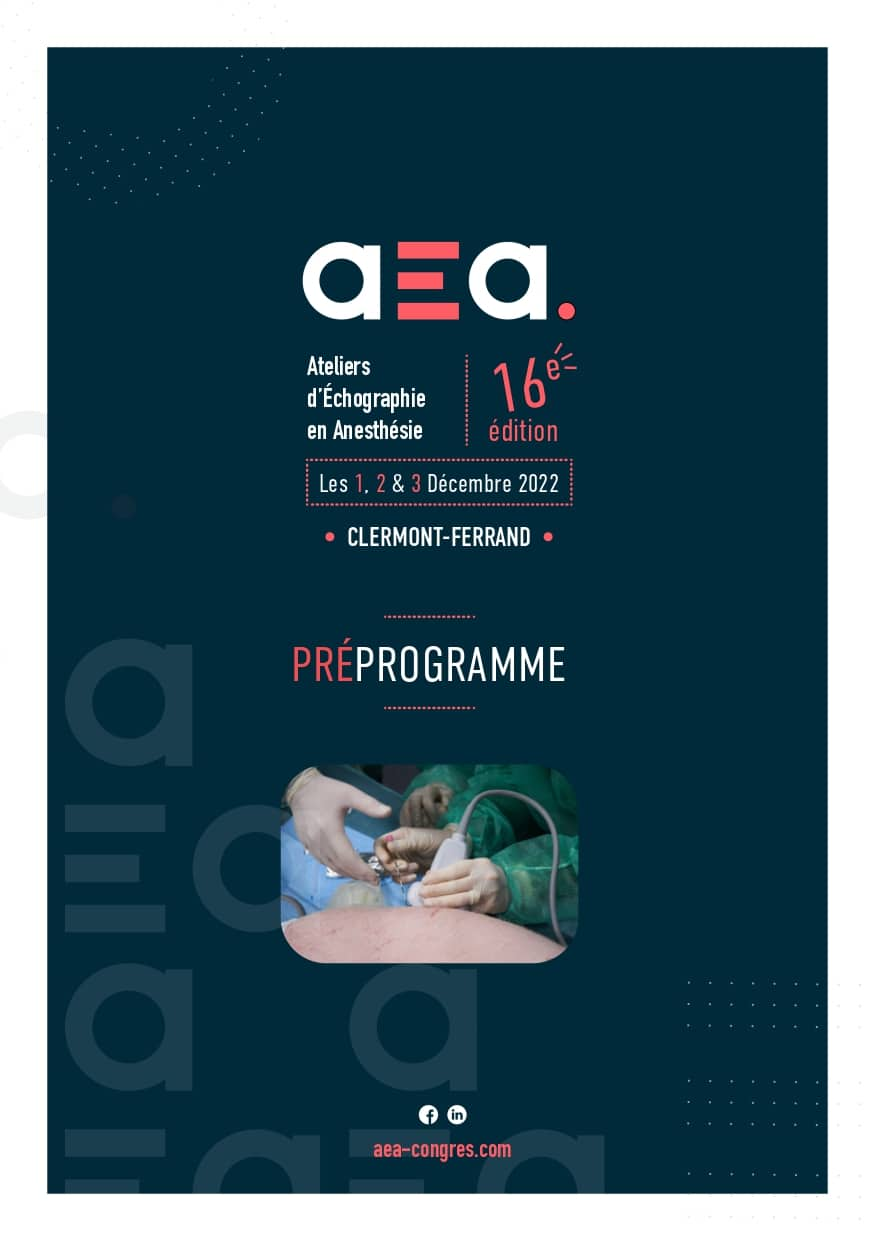 aEa.
Ateliers
d'Échographie
en Anesthésie
16e
édition
Les 1, 2 & 3 Décembre 2022
• CLERMONT-FERRAND •
PRÉPROGRAMME
aea-congres.com